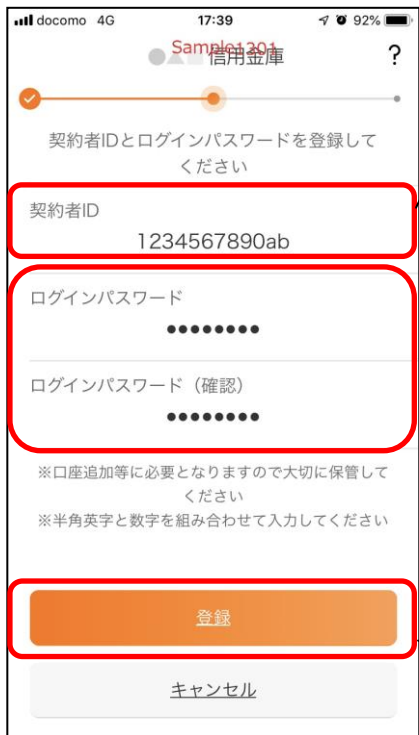 docomo 4G 17:39 92%
Sample1201
信用金庫 ?
契約者IDとログインパスワードを登録して
ください
契約者ID
1234567890ab
ログインパスワード
●●●●●●●●
ログインパスワード（確認）
●●●●●●●●
※口座追加等に必要となりますので大切に保管して
ください
※半角英字と数字を組み合わせて入力してください
登録
キャンセル